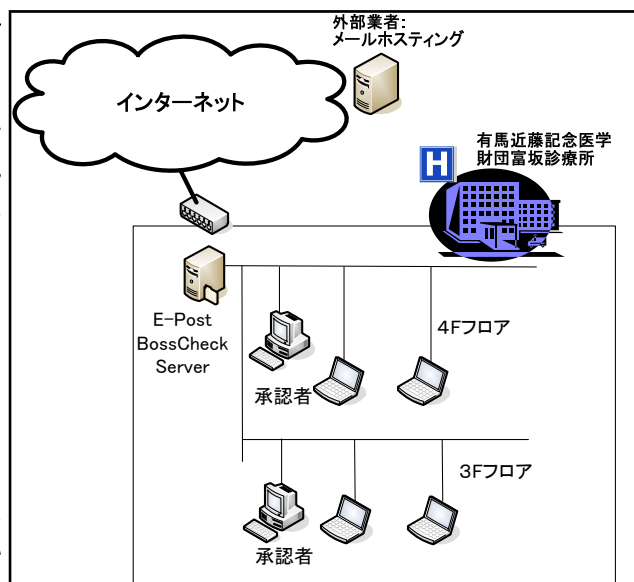 外部業者:
メールホスティング
インターネット
有馬近藤記念医学
財団富坂診療所
H
E-Post
BossCheck
Server
4Fフロア
承認者
3Fフロア
承認者